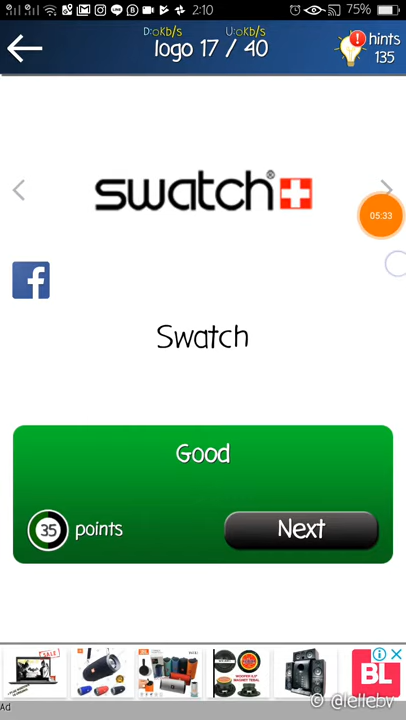 D:0Kb/s U:0Kb/s
2:10
75%
logo 17 / 40
hints
135
swatch®
05:33
f
Swatch
Good
35 points
Next
SALE
JBL
BL
Ad
© @lellebv